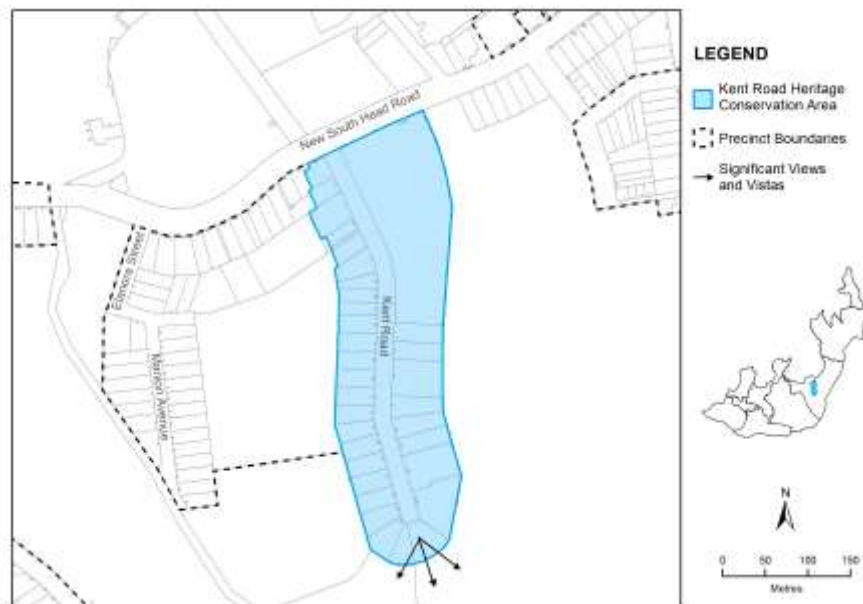 New South Head Road
Kent Road
Manion Avenue
LEGEND
Kent Road Heritage
Conservation Area
Precinct Boundaries
Significant Views
and Vistas
N
0 50 100 150
Metres